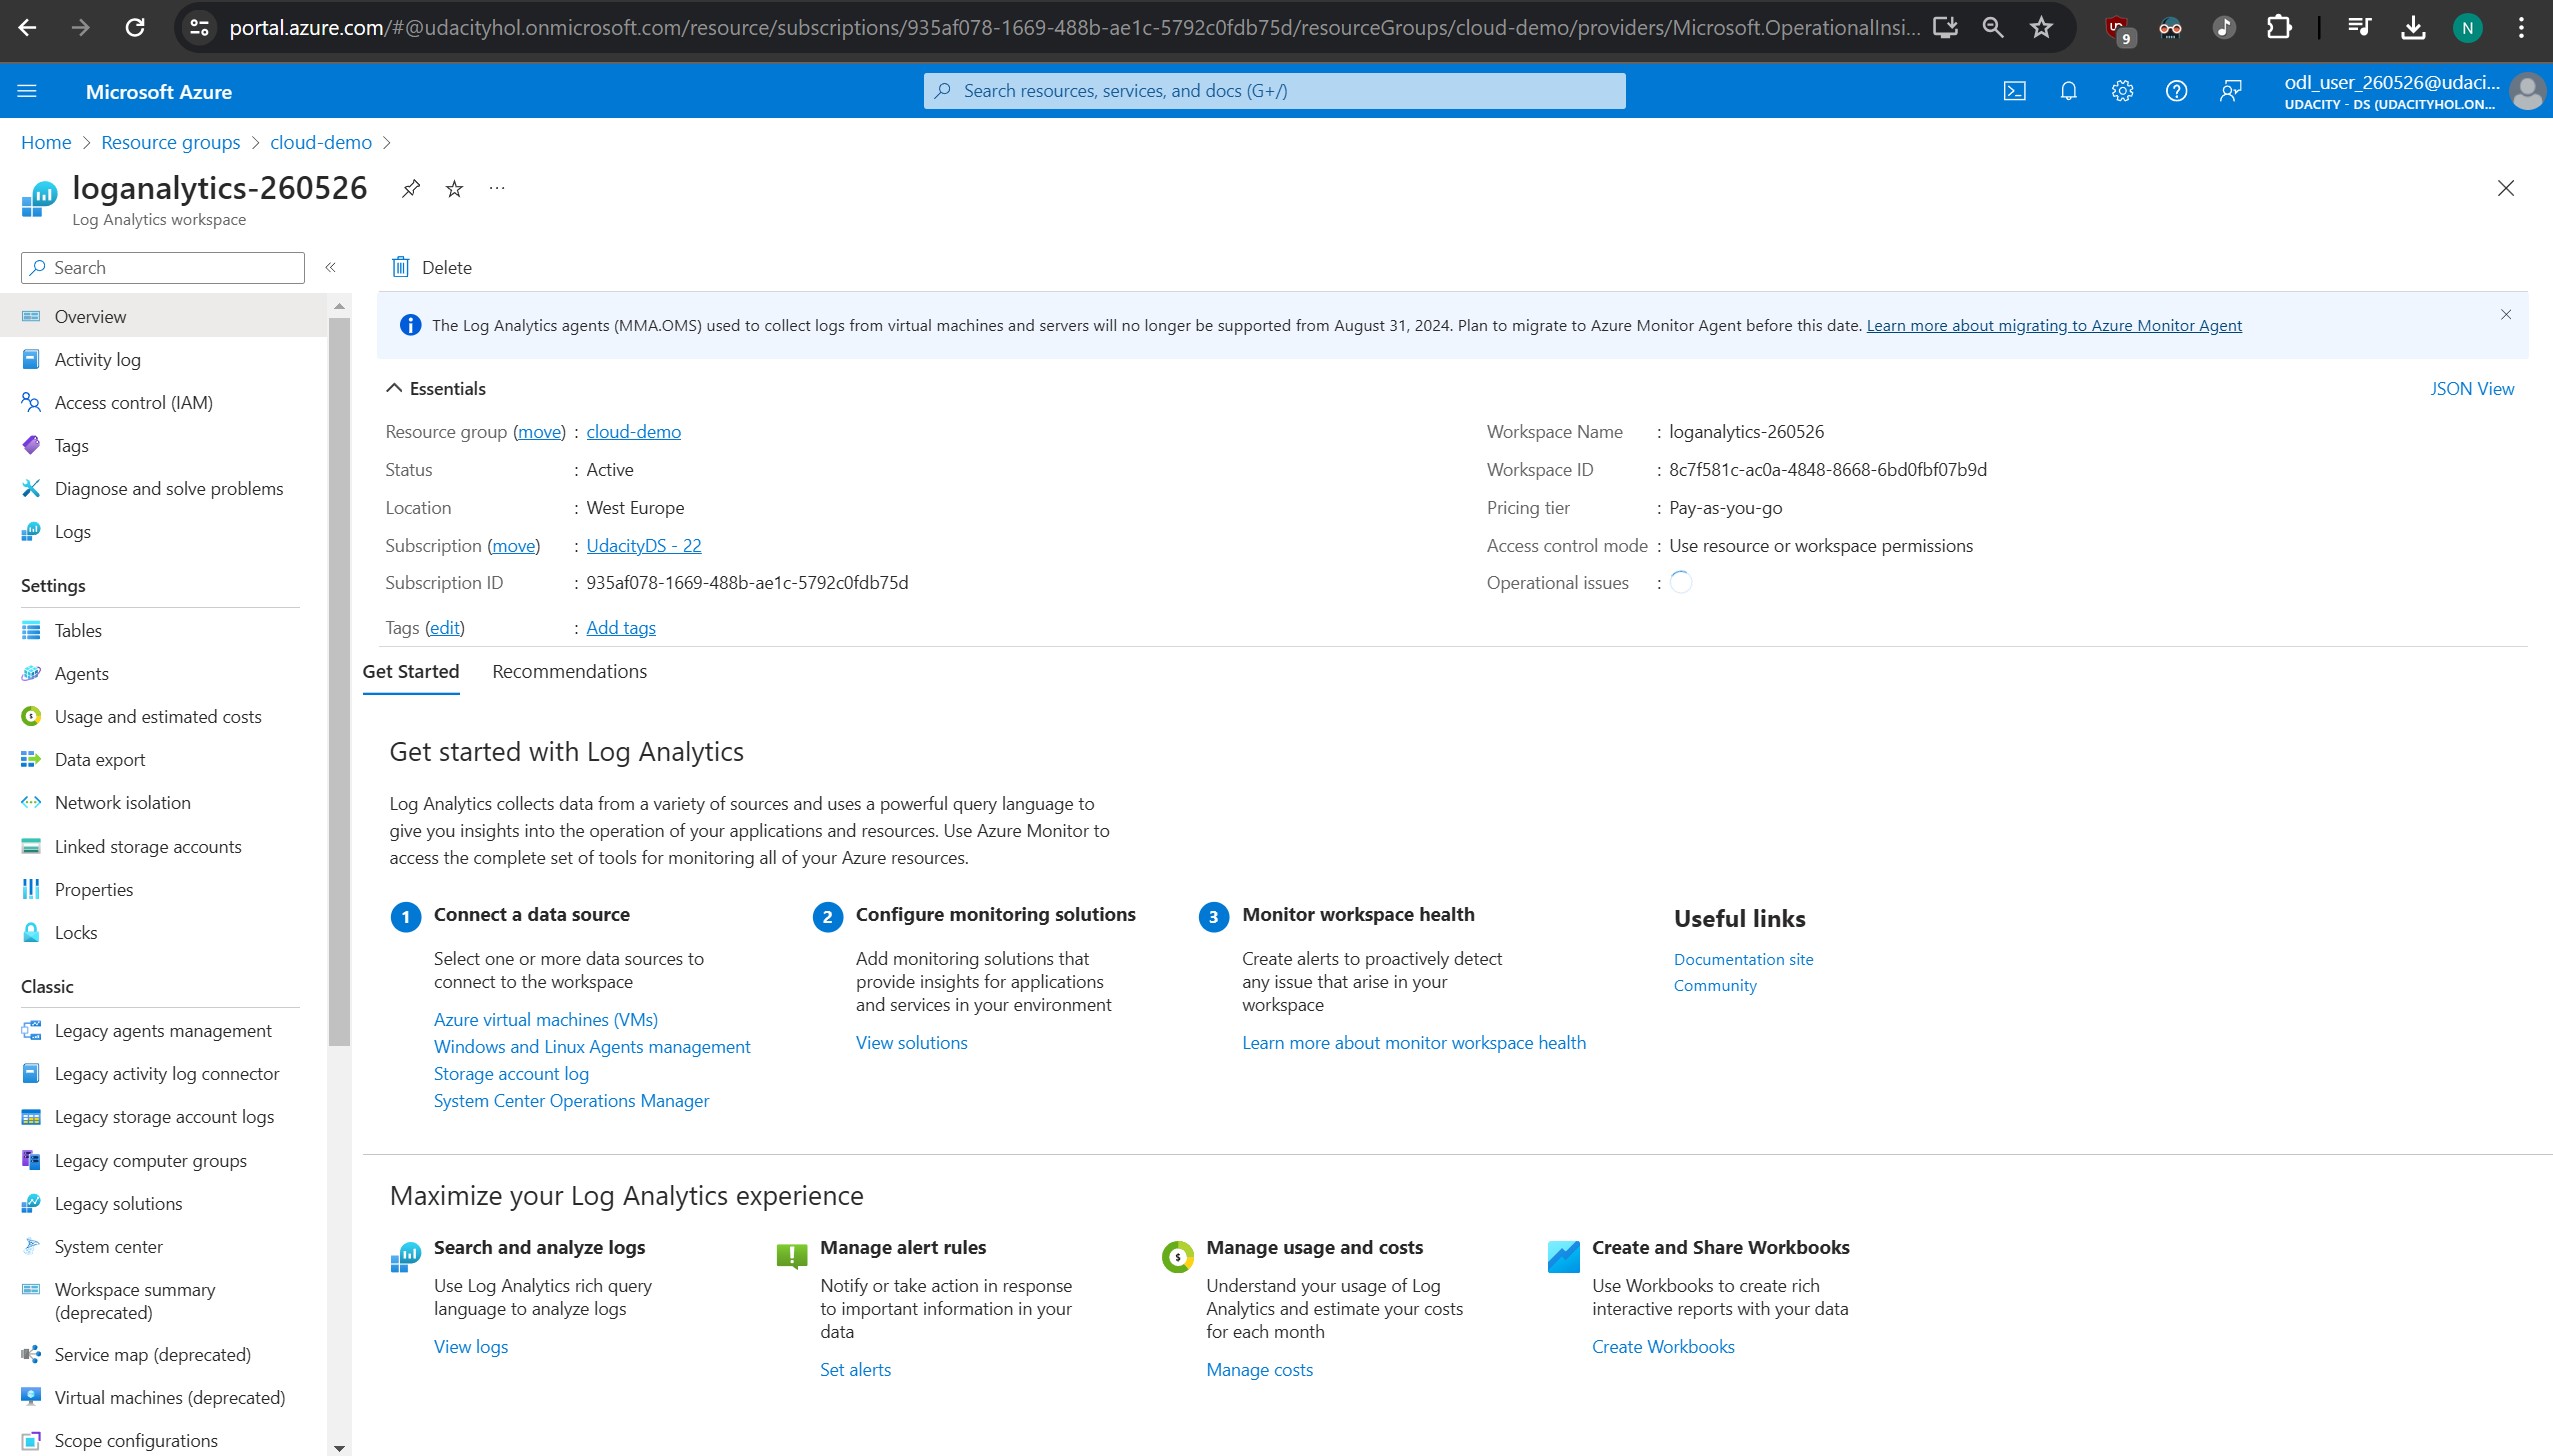 portal.azure.com/#@udacityhol.onmicrosoft.com/resource/subscriptions/935af078-1669-488b-ae1c-5792c0fdb75d/resourceGroups/cloud-demo/providers/Microsoft.OperationalInsi...
9
N
Microsoft Azure
Search resources, services, and docs (G+/)
odl_user_260526@udaci...
UDACITY - DS (UDACITYHOL.ON...
Home > Resource groups > cloud-demo >
loganalytics-260526
Log Analytics workspace
Search
«
Overview
Activity log
Access control (IAM)
Tags
Diagnose and solve problems
Logs
Settings
Tables
Agents
Usage and estimated costs
Data export
Network isolation
Linked storage accounts
Properties
Locks
Classic
Legacy agents management
Legacy activity log connector
Legacy storage account logs
Legacy computer groups
Legacy solutions
System center
Workspace summary
(deprecated)
Service map (deprecated)
Virtual machines (deprecated)
Scope configurations
Delete
The Log Analytics agents (MMA.OMS) used to collect logs from virtual machines and servers will no longer be supported from August 31, 2024. Plan to migrate to Azure Monitor Agent before this date. Learn more about migrating to Azure Monitor Agent
Essentials
JSON View
Resource group (move) : cloud-demo
Status : Active
Location : West Europe
Subscription (move) : UdacityDS - 22
Subscription ID : 935af078-1669-488b-ae1c-5792c0fdb75d
Tags (edit) : Add tags
Workspace Name : loganalytics-260526
Workspace ID : 8c7f581c-ac0a-4848-8668-6bd0fbf07b9d
Pricing tier : Pay-as-you-go
Access control mode : Use resource or workspace permissions
Operational issues :
Get Started Recommendations
Get started with Log Analytics
Log Analytics collects data from a variety of sources and uses a powerful query language to
give you insights into the operation of your applications and resources. Use Azure Monitor to
access the complete set of tools for monitoring all of your Azure resources.
1 Connect a data source
Select one or more data sources to
connect to the workspace
Azure virtual machines (VMs)
Windows and Linux Agents management
Storage account log
System Center Operations Manager
2 Configure monitoring solutions
Add monitoring solutions that
provide insights for applications
and services in your environment
View solutions
3 Monitor workspace health
Create alerts to proactively detect
any issue that arise in your
workspace
Learn more about monitor workspace health
Useful links
Documentation site
Community
Maximize your Log Analytics experience
Search and analyze logs
Use Log Analytics rich query
language to analyze logs
View logs
Manage alert rules
Notify or take action in response
to important information in your
data
Set alerts
Manage usage and costs
Understand your usage of Log
Analytics and estimate your costs
for each month
Manage costs
Create and Share Workbooks
Use Workbooks to create rich
interactive reports with your data
Create Workbooks